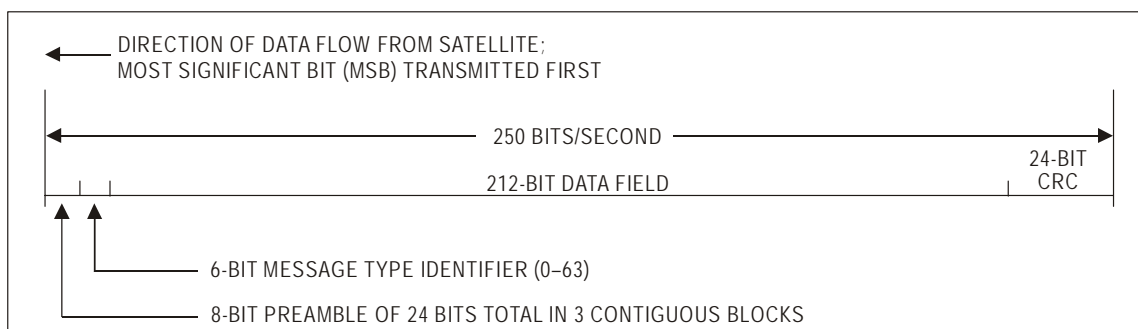 DIRECTION OF DATA FLOW FROM SATELLITE;
MOST SIGNIFICANT BIT (MSB) TRANSMITTED FIRST
250 BITS/SECOND
24-BIT
CRC
212-BIT DATA FIELD
6-BIT MESSAGE TYPE IDENTIFIER (0–63)
8-BIT PREAMBLE OF 24 BITS TOTAL IN 3 CONTIGUOUS BLOCKS